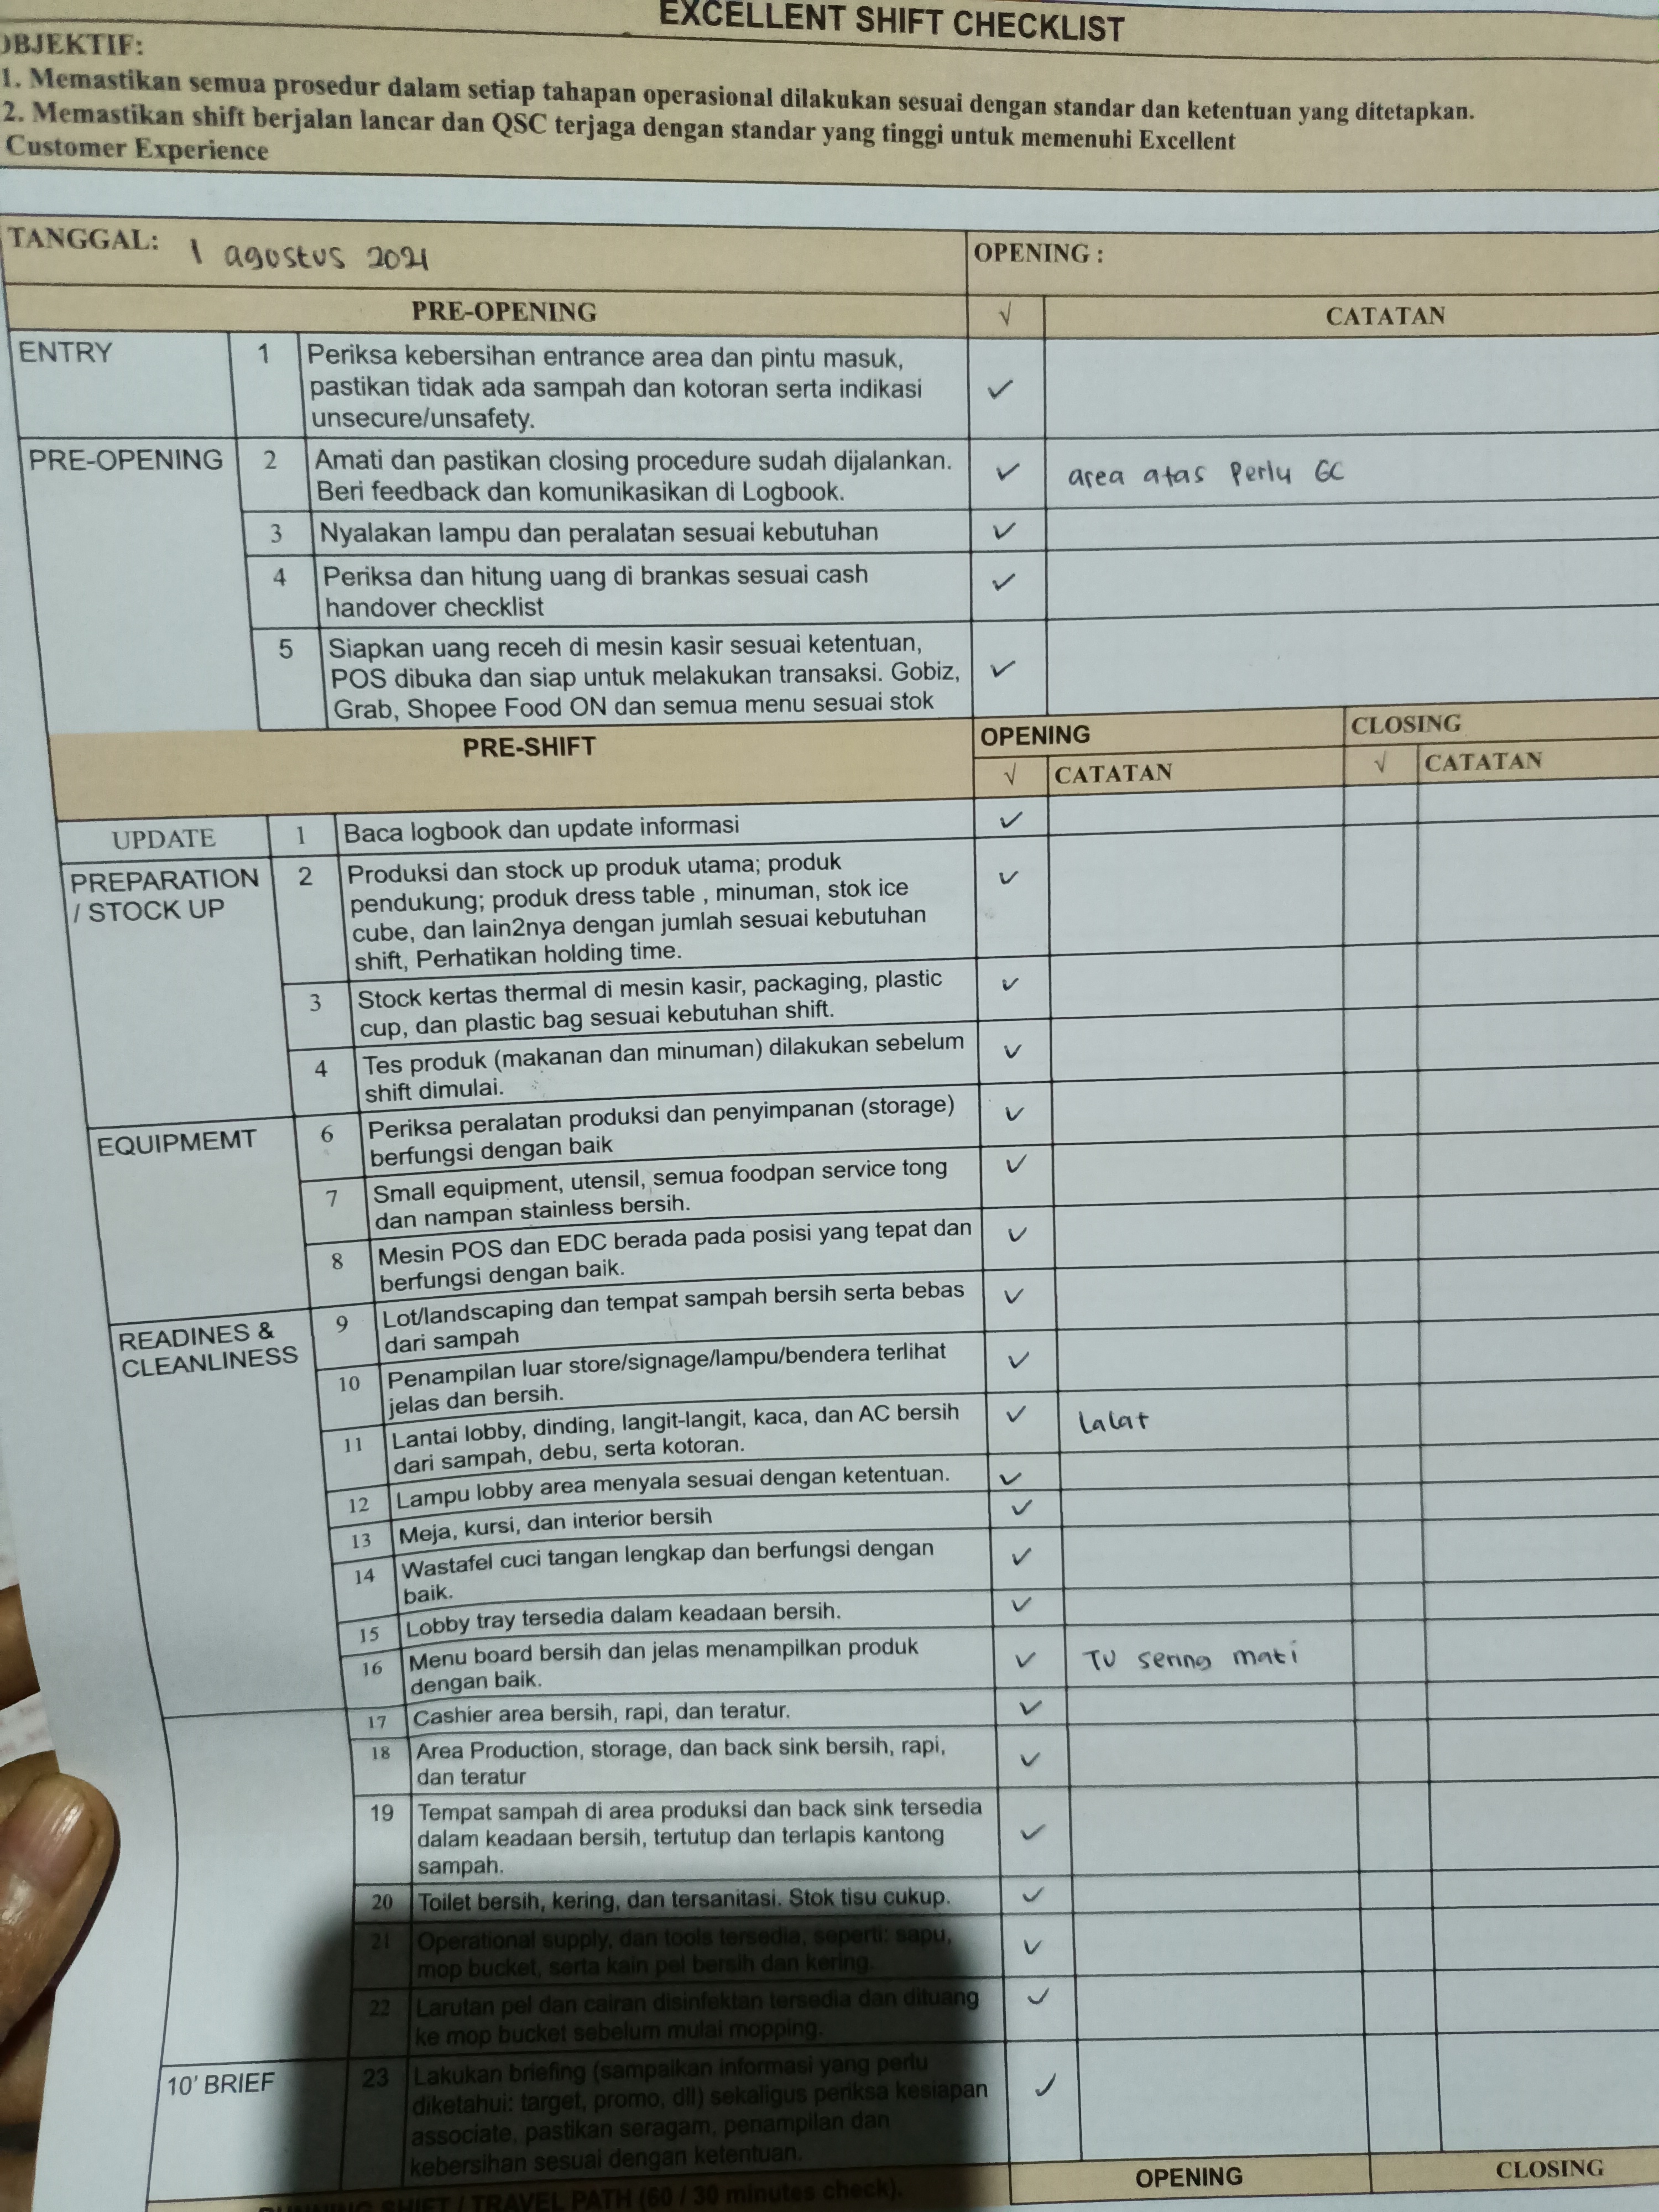 EXCELLENT SHIFT CHECKLIST
OBJEKTIF:
1. Memastikan semua prosedur dalam setiap tahapan operasional dilakukan sesuai dengan standar dan ketentuan yang ditetapkan.
2. Memastikan shift berjalan lancar dan QSC terjaga dengan standar yang tinggi untuk memenuhi Excellent
Customer Experience
TANGGAL: 1 agustus 2021
OPENING :
PRE-OPENING √ CATATAN
ENTRY 1 Periksa kebersihan entrance area dan pintu masuk,
pastikan tidak ada sampah dan kotoran serta indikasi ✓
unsecure/unsafety.
PRE-OPENING 2 Amati dan pastikan closing procedure sudah dijalankan. ✓ area atas Perlu GC
Beri feedback dan komunikasikan di Logbook.
3 Nyalakan lampu dan peralatan sesuai kebutuhan ✓
4 Periksa dan hitung uang di brankas sesuai cash ✓
handover checklist
5 Siapkan uang receh di mesin kasir sesuai ketentuan,
POS dibuka dan siap untuk melakukan transaksi. Gobiz, ✓
Grab, Shopee Food ON dan semua menu sesuai stok
PRE-SHIFT OPENING CLOSING
√ CATATAN √ CATATAN
UPDATE 1 Baca logbook dan update informasi ✓
PREPARATION 2 Produksi dan stock up produk utama; produk ✓
/ STOCK UP pendukung; produk dress table , minuman, stok ice
cube, dan lain2nya dengan jumlah sesuai kebutuhan
shift, Perhatikan holding time.
3 Stock kertas thermal di mesin kasir, packaging, plastic ✓
cup, dan plastic bag sesuai kebutuhan shift.
4 Tes produk (makanan dan minuman) dilakukan sebelum ✓
shift dimulai.
EQUIPMEMT 6 Periksa peralatan produksi dan penyimpanan (storage) ✓
berfungsi dengan baik
7 Small equipment, utensil, semua foodpan service tong ✓
dan nampan stainless bersih.
8 Mesin POS dan EDC berada pada posisi yang tepat dan ✓
berfungsi dengan baik.
READINES & 9 Lot/landscaping dan tempat sampah bersih serta bebas ✓
CLEANLINESS dari sampah
10 Penampilan luar store/signage/lampu/bendera terlihat ✓
jelas dan bersih.
11 Lantai lobby, dinding, langit-langit, kaca, dan AC bersih ✓ Lalat
dari sampah, debu, serta kotoran.
12 Lampu lobby area menyala sesuai dengan ketentuan. ✓
13 Meja, kursi, dan interior bersih ✓
14 Wastafel cuci tangan lengkap dan berfungsi dengan ✓
baik.
15 Lobby tray tersedia dalam keadaan bersih. ✓
16 Menu board bersih dan jelas menampilkan produk ✓ TV sering mati
dengan baik.
17 Cashier area bersih, rapi, dan teratur. ✓
18 Area Production, storage, dan back sink bersih, rapi, ✓
dan teratur
19 Tempat sampah di area produksi dan back sink tersedia
dalam keadaan bersih, tertutup dan terlapis kantong ✓
sampah.
20 Toilet bersih, kering, dan tersanitasi. Stok tisu cukup. ✓
21 Operational supply, dan tools tersedia, seperti: sapu, ✓
mop bucket, serta kain pel bersih dan kering.
22 Larutan pel dan cairan disinfektan tersedia dan dituang ✓
ke mop bucket sebelum mulai mopping.
10' BRIEF 23 Lakukan briefing (sampaikan informasi yang perlu
diketahui: target, promo, dll) sekaligus periksa kesiapan ✓
associate, pastikan seragam, penampilan dan
kebersihan sesuai dengan ketentuan.
RUNNING SHIFT / TRAVEL PATH (60 / 30 minutes check). OPENING CLOSING